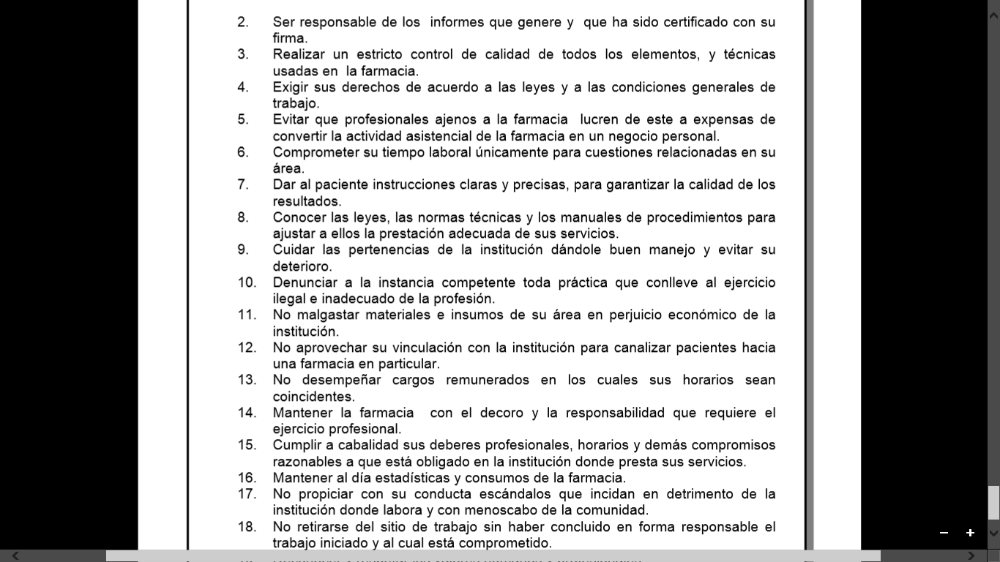 2. Ser responsable de los informes que genere y que ha sido certificado con su
firma.
3. Realizar un estricto control de calidad de todos los elementos, y técnicas
usadas en la farmacia.
4. Exigir sus derechos de acuerdo a las leyes y a las condiciones generales de
trabajo.
5. Evitar que profesionales ajenos a la farmacia lucren de este a expensas de
convertir la actividad asistencial de la farmacia en un negocio personal.
6. Comprometer su tiempo laboral únicamente para cuestiones relacionadas en su
área.
7. Dar al paciente instrucciones claras y precisas, para garantizar la calidad de los
resultados.
8. Conocer las leyes, las normas técnicas y los manuales de procedimientos para
ajustar a ellos la prestación adecuada de sus servicios.
9. Cuidar las pertenencias de la institución dándole buen manejo y evitar su
deterioro.
10. Denunciar a la instancia competente toda práctica que conlleve al ejercicio
ilegal e inadecuado de la profesión.
11. No malgastar materiales e insumos de su área en perjuicio económico de la
institución.
12. No aprovechar su vinculación con la institución para canalizar pacientes hacia
una farmacia en particular.
13. No desempeñar cargos remunerados en los cuales sus horarios sean
coincidentes.
14. Mantener la farmacia con el decoro y la responsabilidad que requiere el
ejercicio profesional.
15. Cumplir a cabalidad sus deberes profesionales, horarios y demás compromisos
razonables a que está obligado en la institución donde presta sus servicios.
16. Mantener al día estadísticas y consumos de la farmacia.
17. No propiciar con su conducta escándalos que incidan en detrimento de la
institución donde labora y con menoscabo de la comunidad.
18. No retirarse del sitio de trabajo sin haber concluido en forma responsable el
trabajo iniciado y al cual está comprometido.